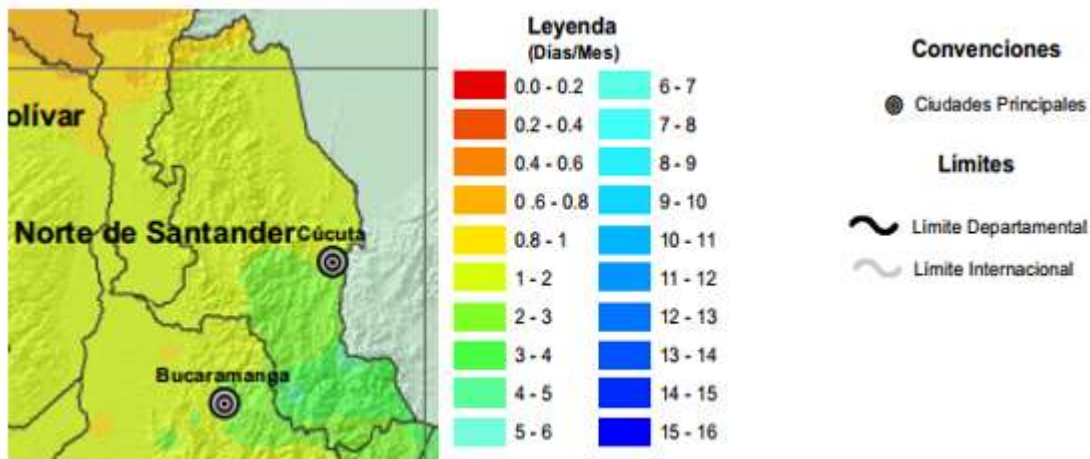 olívar
Norte de Santander
Cúcuta
Bucaramanga
Leyenda
(Días/Mes)
0.0 - 0.2
0.2 - 0.4
0.4 - 0.6
0 .6 - 0.8
0.8 - 1
1 - 2
2 - 3
3 - 4
4 - 5
5 - 6
6 - 7
7 - 8
8 - 9
9 - 10
10 - 11
11 - 12
12 - 13
13 - 14
14 - 15
15 - 16
Convenciones
Ciudades Principales
Límites
Límite Departamental
Límite Internacional